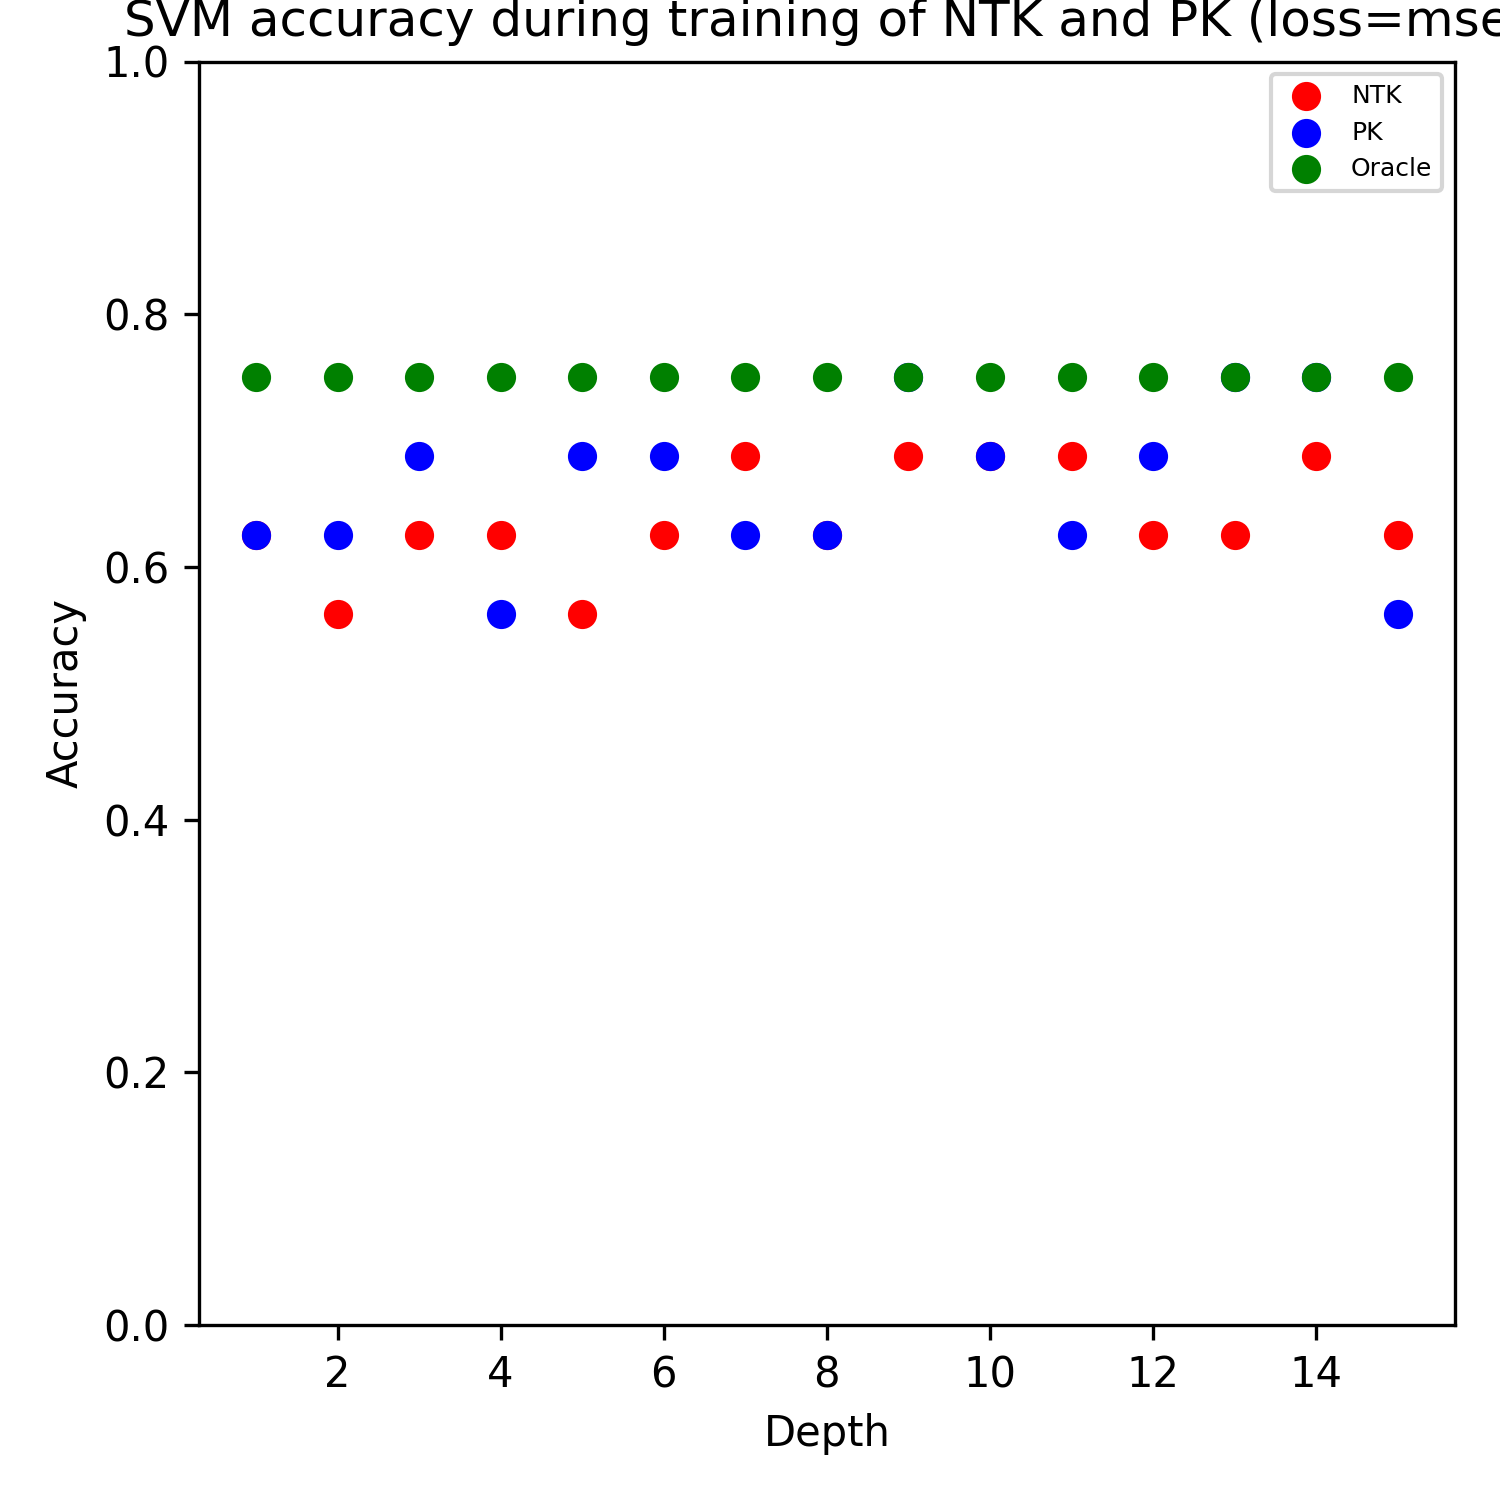 SVM accuracy during training of NTK and PK (loss=mse
1.0
NTK
PK
Oracle
0.8
0.6
0.4
0.2
0.0
Accuracy
2 4 6 8 10 12 14
Depth